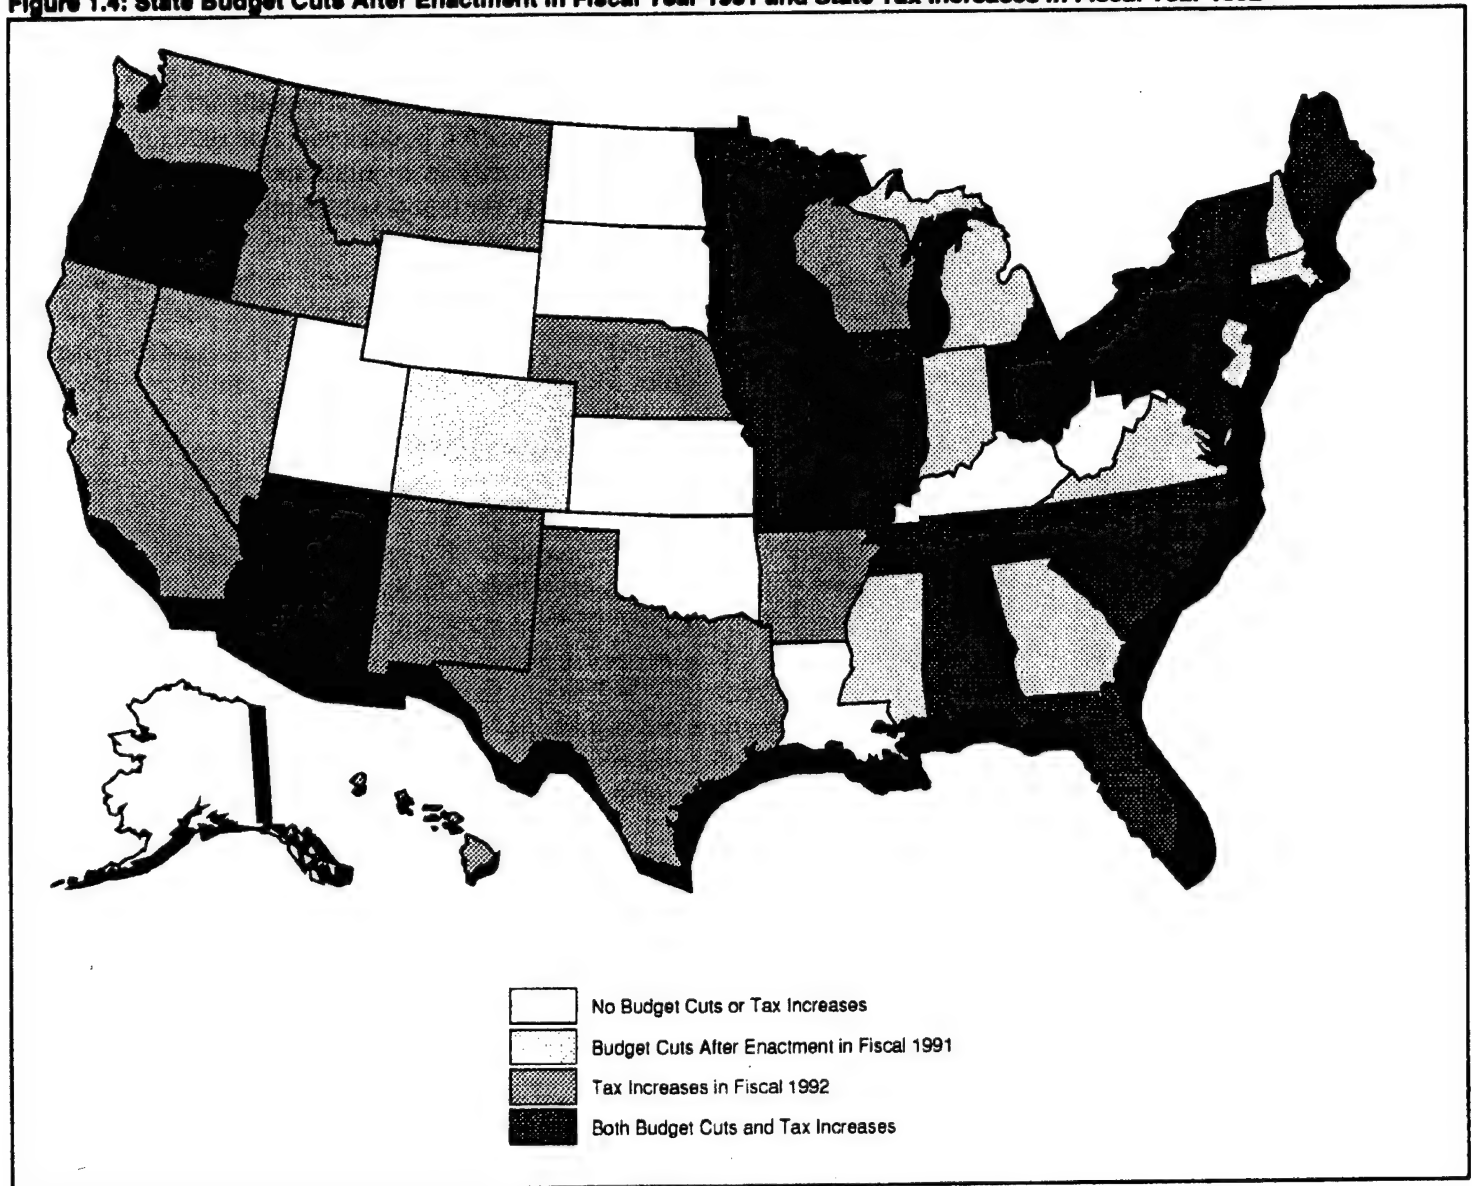 Figure 1.4: State Budget Cuts After Enactment in Fiscal Year 1991 and State Tax Increases in Fiscal Year 1992
No Budget Cuts or Tax Increases
Budget Cuts After Enactment in Fiscal 1991
Tax Increases in Fiscal 1992
Both Budget Cuts and Tax Increases